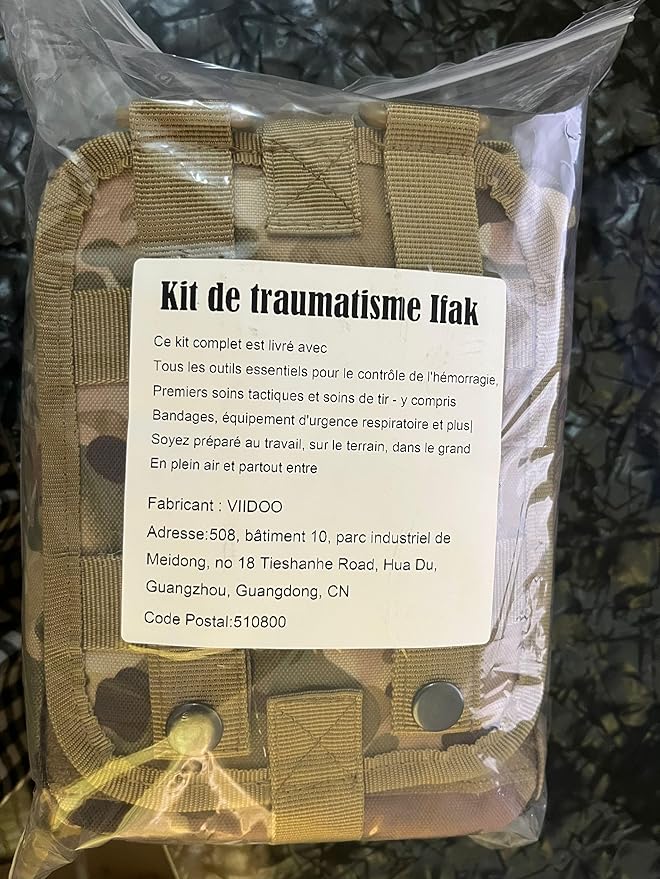 Kit de traumatisme Ifak
Ce kit complet est livré avec
Tous les outils essentiels pour le contrôle de l'hémorragie,
Premiers soins tactiques et soins de tir - y compris
Bandages, équipement d'urgence respiratoire et plus|
Soyez préparé au travail, sur le terrain, dans le grand
En plein air et partout entre
Fabricant : VIIDOO
Adresse:508, bâtiment 10, parc industriel de
Meidong, no 18 Tieshanhe Road, Hua Du,
Guangzhou, Guangdong, CN
Code Postal:510800